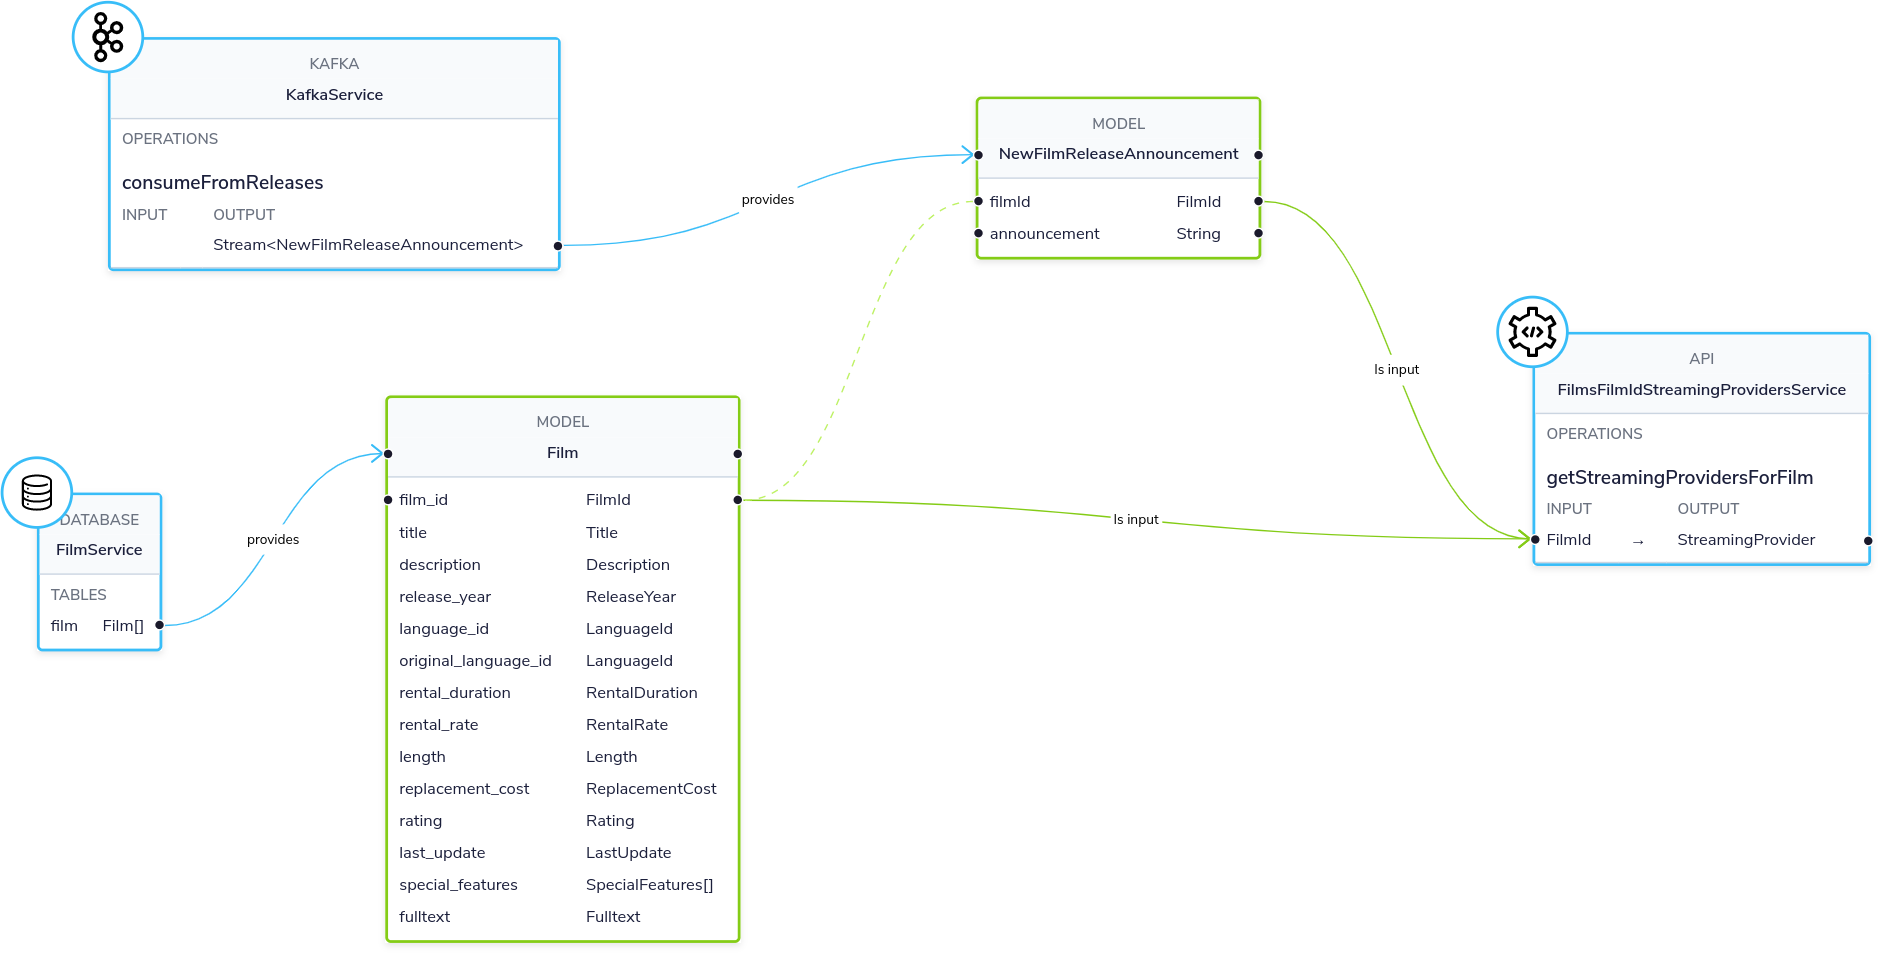 KAFKA
KafkaService
OPERATIONS
consumeFromReleases
INPUT OUTPUT
Stream<NewFilmReleaseAnnouncement>
provides
MODEL
NewFilmReleaseAnnouncement
filmId FilmId
announcement String
Is input
API
FilmsFilmIdStreamingProvidersService
OPERATIONS
getStreamingProvidersForFilm
INPUT OUTPUT
FilmId → StreamingProvider
DATABASE
FilmService
TABLES
film Film[]
provides
MODEL
Film
film_id FilmId
title Title
description Description
release_year ReleaseYear
language_id LanguageId
original_language_id LanguageId
rental_duration RentalDuration
rental_rate RentalRate
length Length
replacement_cost ReplacementCost
rating Rating
last_update LastUpdate
special_features SpecialFeatures[]
fulltext Fulltext
Is input